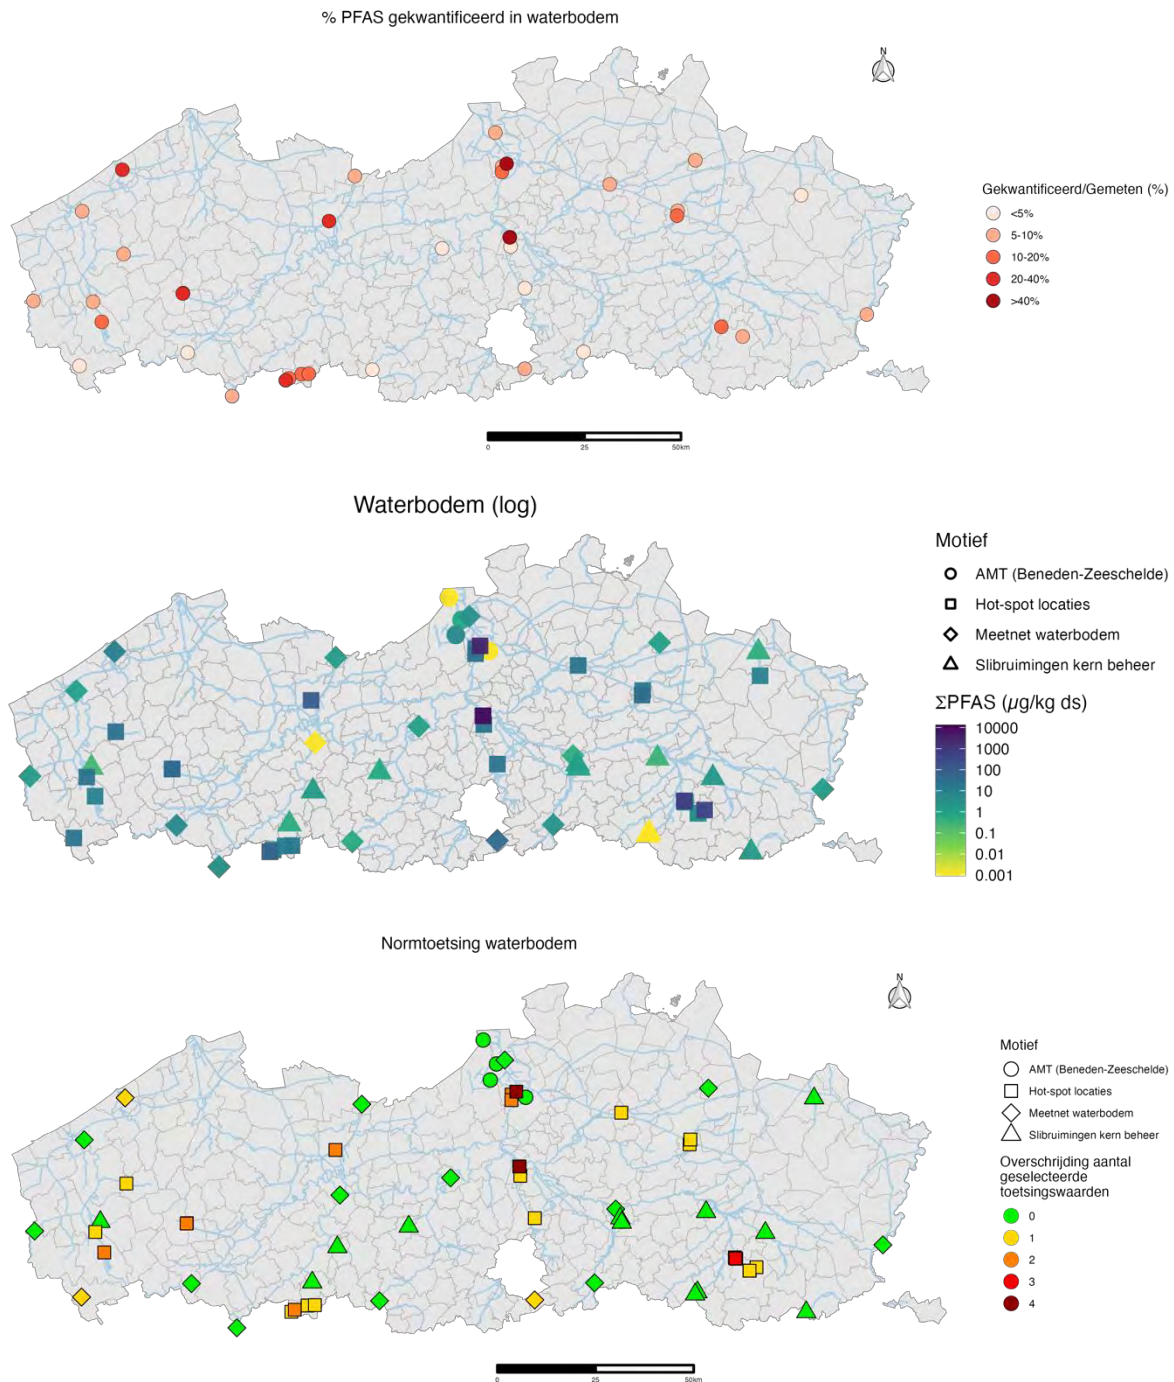 % PFAS gekwantificeerd in waterbodem
N
Gekwantificeerd/Gemeten (%)
<5%
5-10%
10-20%
20-40%
>40%
0 25 50km
Waterbodem (log)
Motief
AMT (Beneden-Zeeschelde)
Hot-spot locaties
Meetnet waterbodem
Slibruimingen kern beheer
ΣPFAS (µg/kg ds)
10000
1000
100
10
1
0.1
0.01
0.001
Normtoetsing waterbodem
N
Motief
AMT (Beneden-Zeeschelde)
Hot-spot locaties
Meetnet waterbodem
Slibruimingen kern beheer
Overschrijding aantal
geselecteerde
toetsingswaarden
0
1
2
3
4
0 25 50km